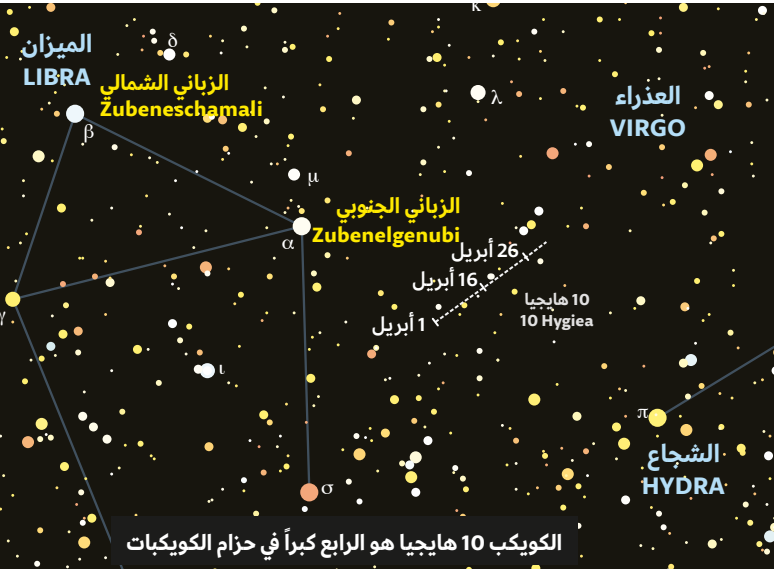 κ
δ
الميزان
LIBRA
الزباني الشمالي
Zubeneschamali
β
λ
العذراء
VIRGO
μ
الزباني الجنوبي
Zubenelgenubi
α
26 أبريل
16 أبريل
1 أبريل
10 هايجيا
10 Hygiea
γ
ι
π
الشجاع
HYDRA
σ
الكويكب 10 هايجيا هو الرابع كبراً في حزام الكويكبات